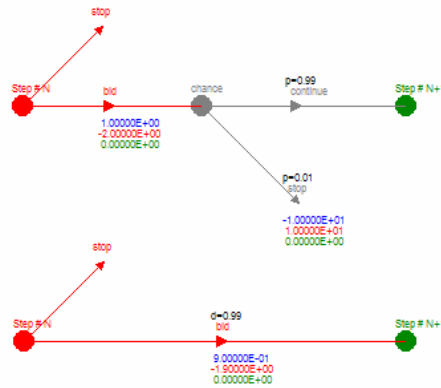 stop
Step # N
bid
chance
p=0.99
continue
Step # N+
1.00000E+00
-2.00000E+00
0.00000E+00
p=0.01
stop
-1.00000E+01
1.00000E+01
0.00000E+00
stop
Step # N
d=0.99
bid
Step # N+
9.00000E-01
-1.90000E+00
0.00000E+00